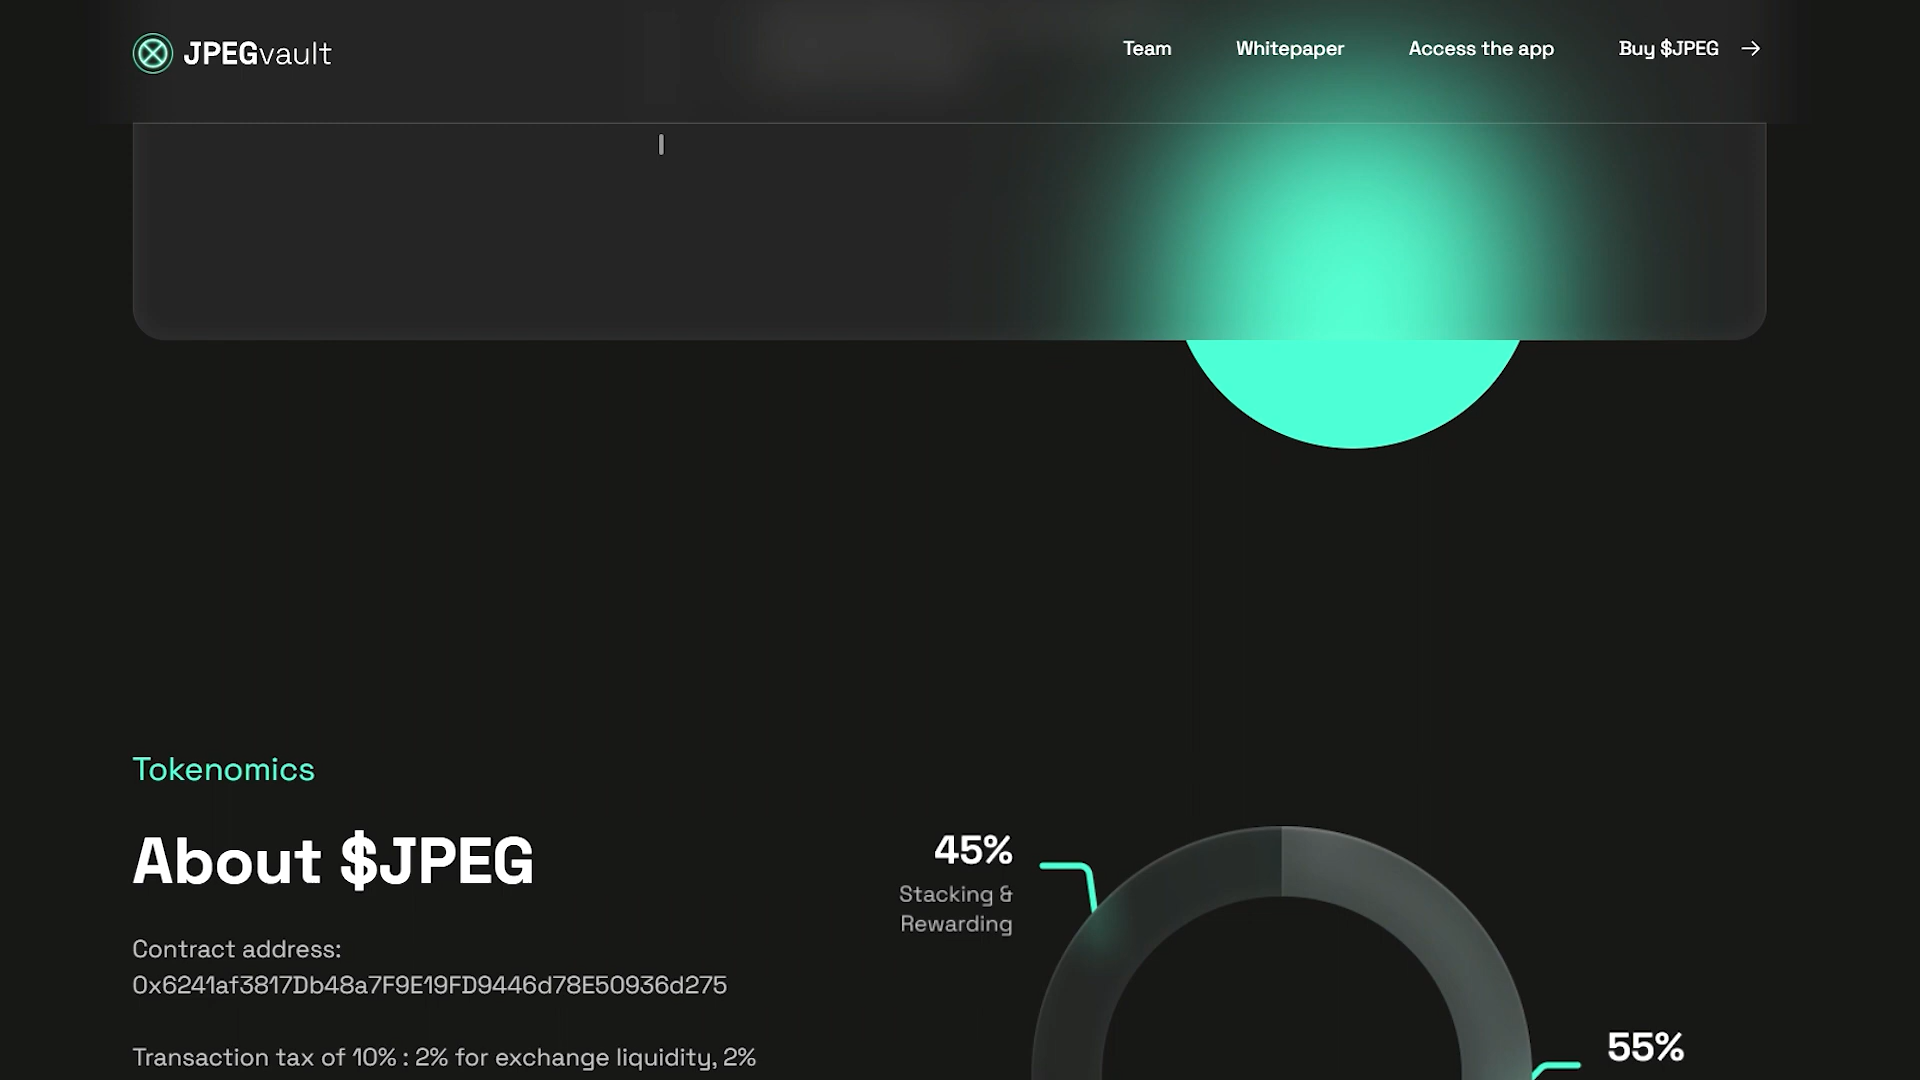 JPEGvault
Team
Whitepaper
Access the app
Buy $JPEG →
Tokenomics
About $JPEG
Contract address:
0x6241af3817Db48a7F9E19FD9446d78E50936d275
Transaction tax of 10% : 2% for exchange liquidity, 2%
45%
Stacking &
Rewarding
55%